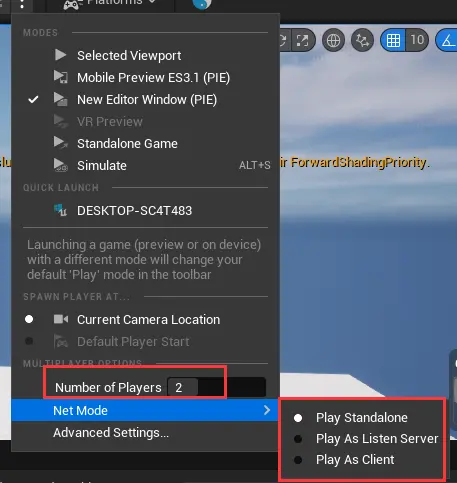 Platforms
MODES
Selected Viewport
Mobile Preview ES3.1 (PIE)
New Editor Window (PIE)
VR Preview
Standalone Game
Simulate ALT+S
QUICK LAUNCH
DESKTOP-SC4T483
Launching a game (preview or on device)
with a different mode will change your
default 'Play' mode in the toolbar
SPAWN PLAYER AT...
Current Camera Location
Default Player Start
MULTIPLAYER OPTIONS
Number of Players 2
Net Mode
Advanced Settings...
Play Standalone
Play As Listen Server
Play As Client
10
ForwardShadingPriority.